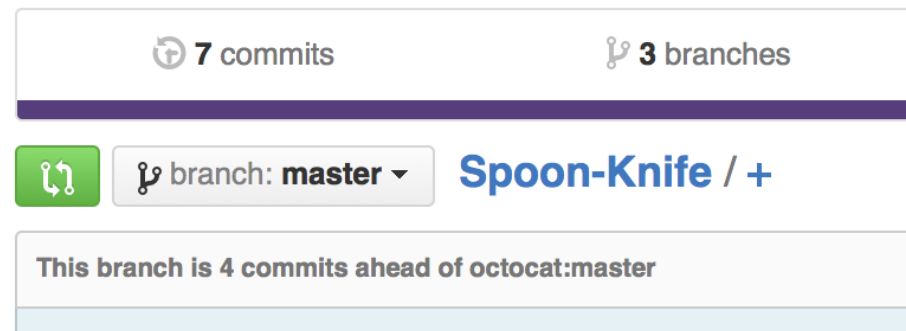 7 commits
3 branches
branch: master
Spoon-Knife / +
This branch is 4 commits ahead of octocat:master